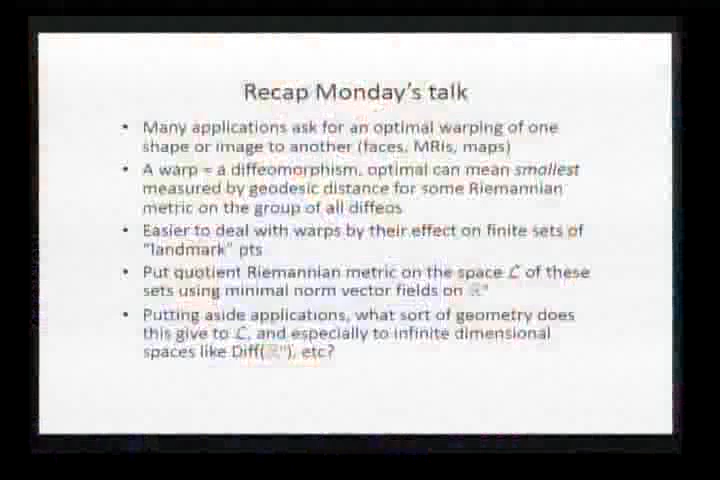 Recap Monday's talk
• Many applications ask for an optimal warping of one
shape or image to another (faces, MRIs, maps)
• A warp = a diffeomorphism, optimal can mean smallest
measured by geodesic distance for some Riemannian
metric on the group of all diffeos
• Easier to deal with warps by their effect on finite sets of
"landmark" pts
• Put quotient Riemannian metric on the space ℒ of these
sets using minimal norm vector fields on ℝⁿ
• Putting aside applications, what sort of geometry does
this give to ℒ, and especially to infinite dimensional
spaces like Diff(ℝⁿ), etc?